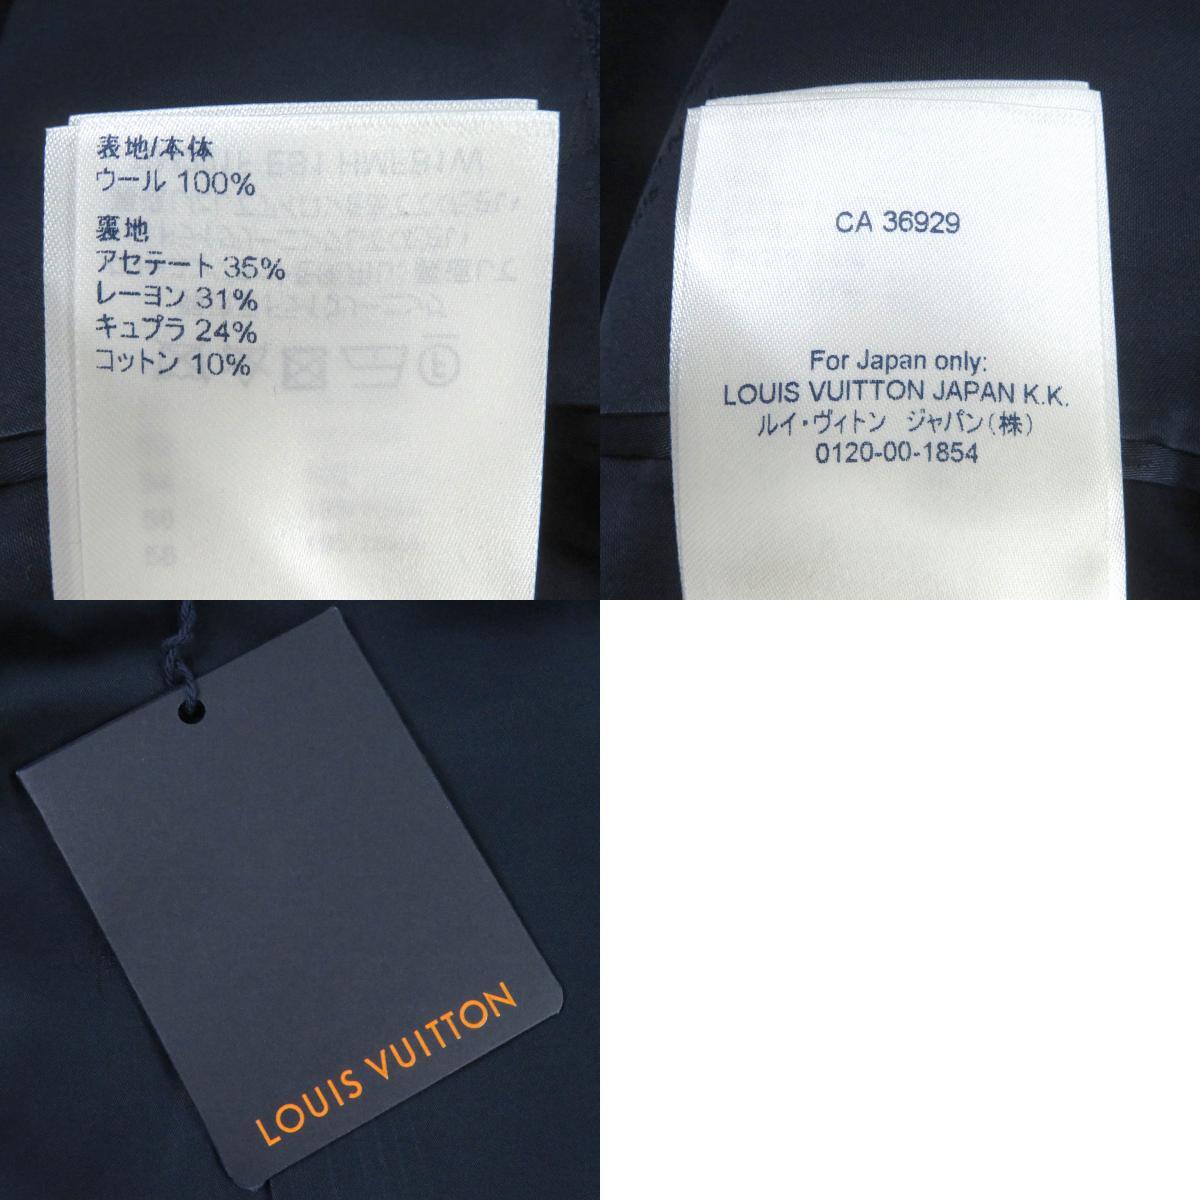 表地/本体
ウール 100%
裏地
アセテート 35%
レーヨン 31%
キュプラ 24%
コットン 10%
CA 36929
For Japan only:
LOUIS VUITTON JAPAN K.K.
ルイ・ヴィトン ジャパン(株)
0120-00-1854
LOUIS VUITTON